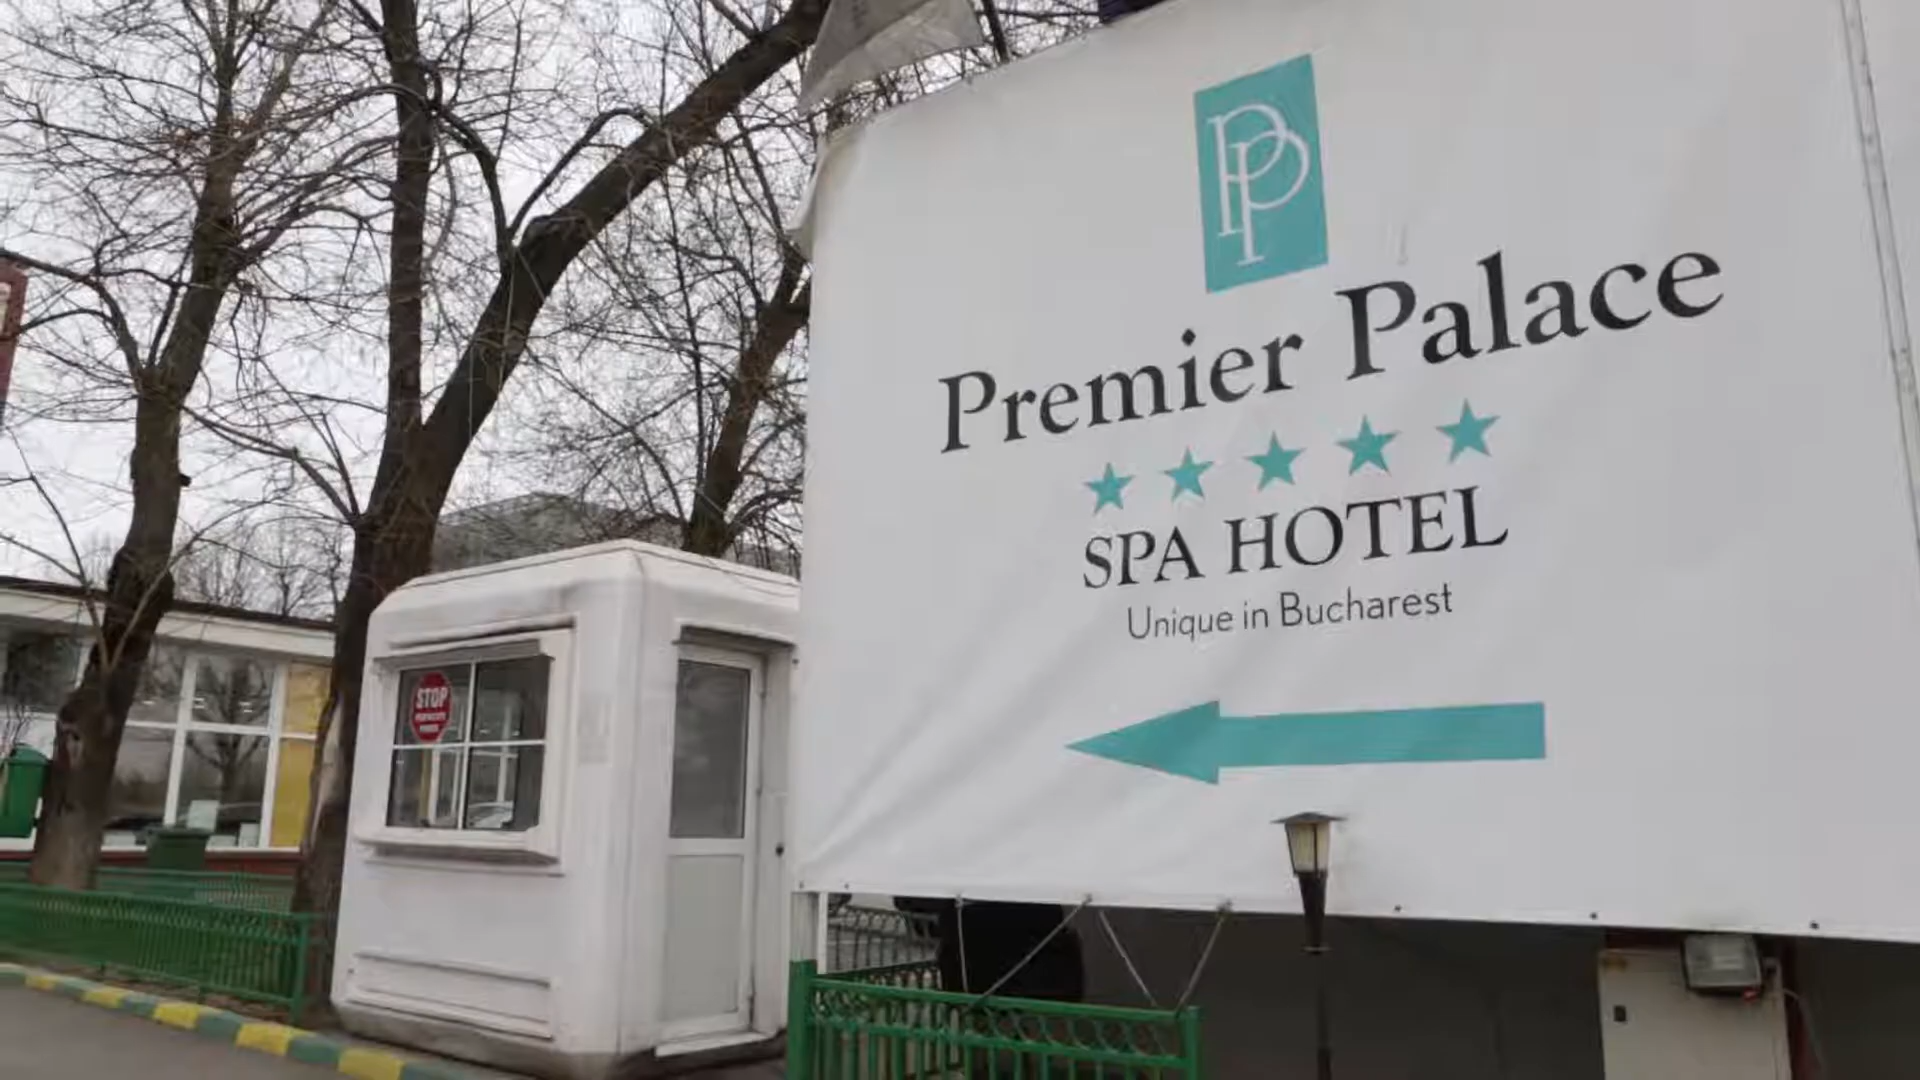 PP
Premier Palace
SPA HOTEL
Unique in Bucharest
STOP